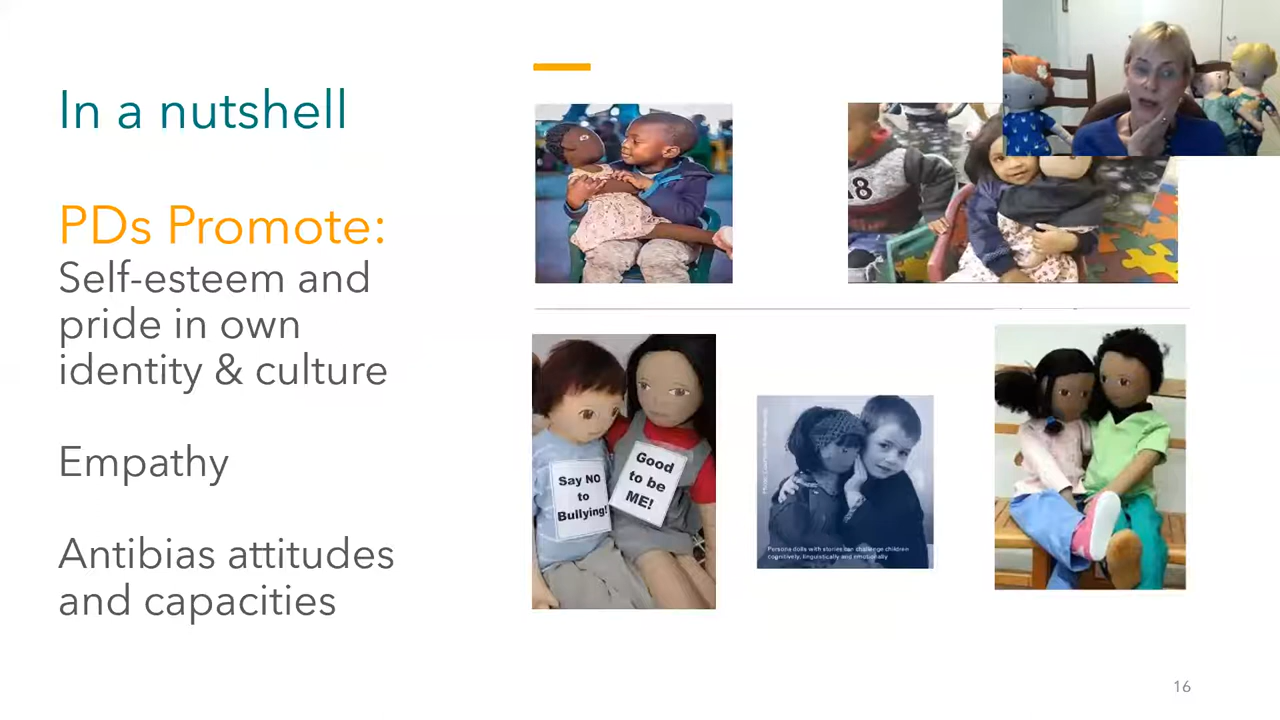 In a nutshell
PDs Promote:
Self-esteem and
pride in own
identity & culture
Empathy
Antibias attitudes
and capacities
18
Say NO
to
Bullying!
Good
to be
ME!
Persona dolls with stories can challenge children
cognitively, linguistically and emotionally
16